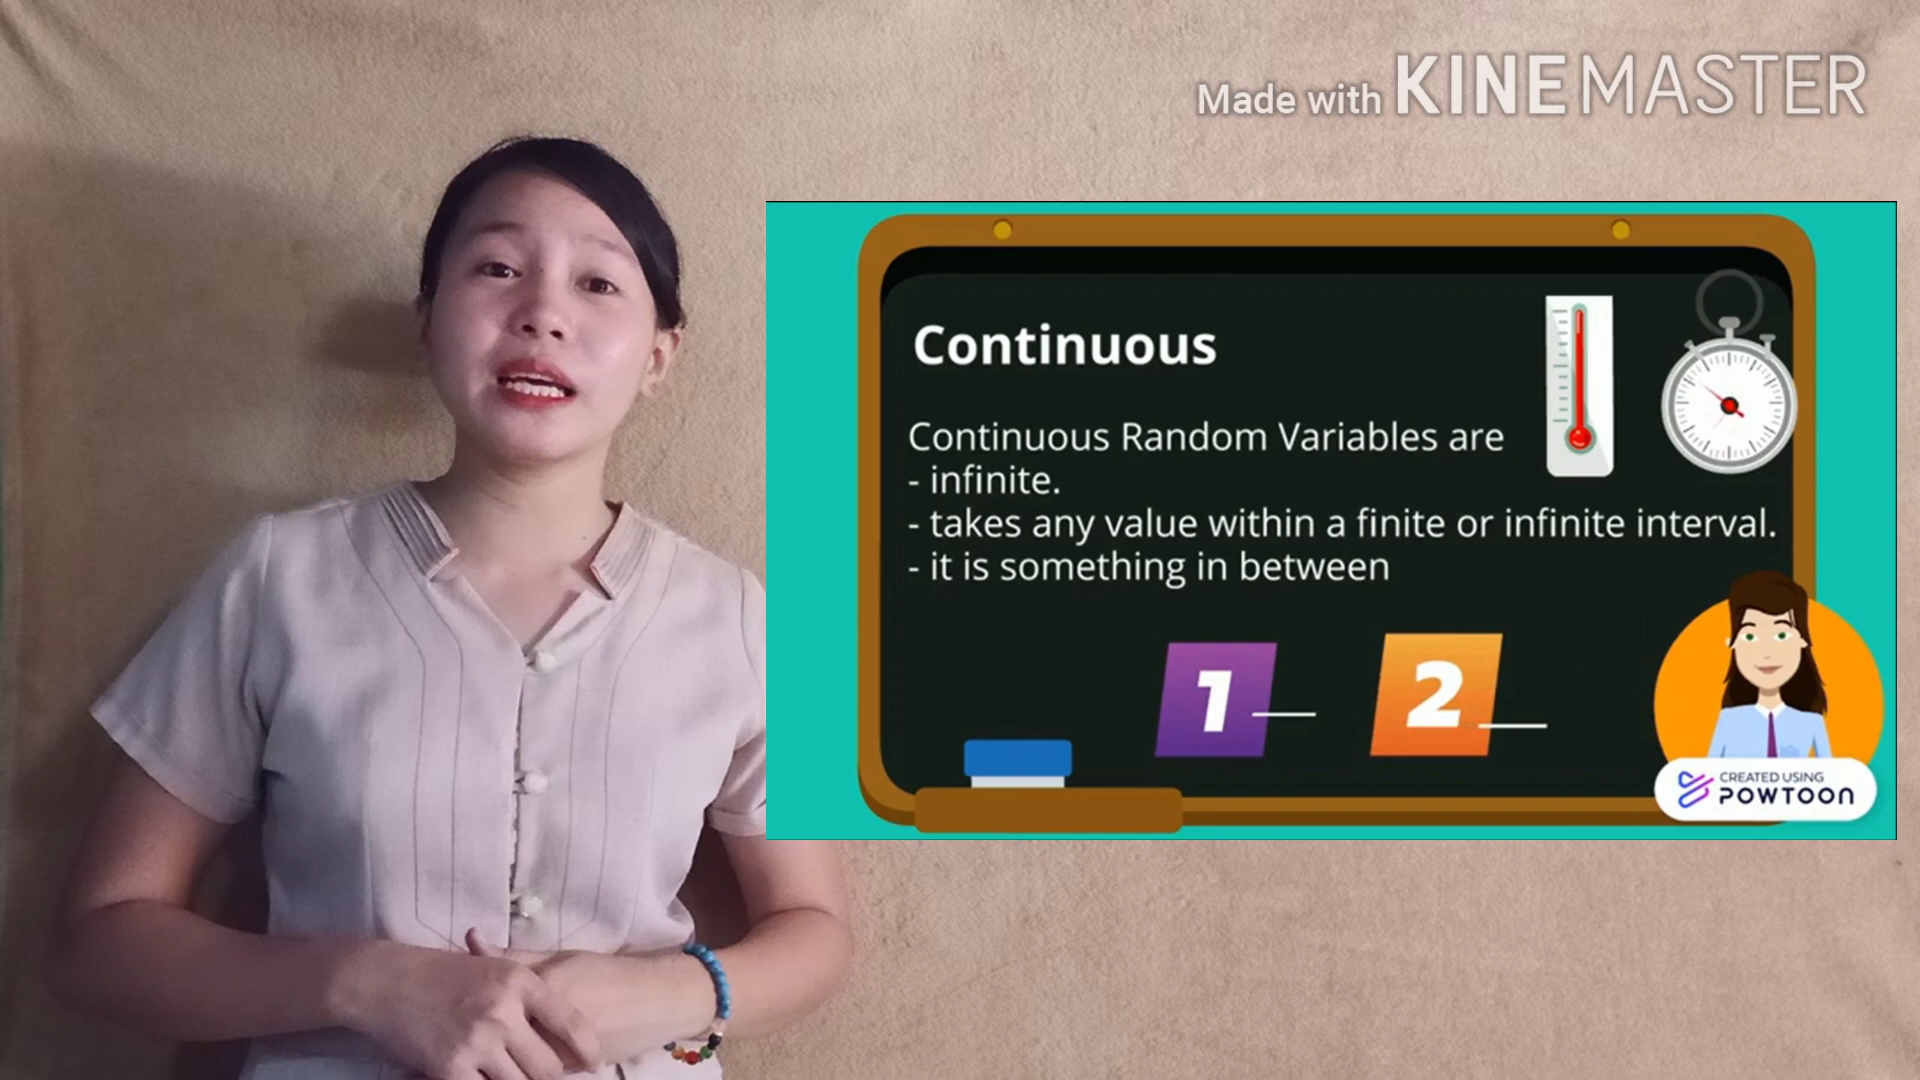 Made with KINEMASTER
Continuous
Continuous Random Variables are
- infinite.
- takes any value within a finite or infinite interval.
- it is something in between
1 2
CREATED USING
POWTOON